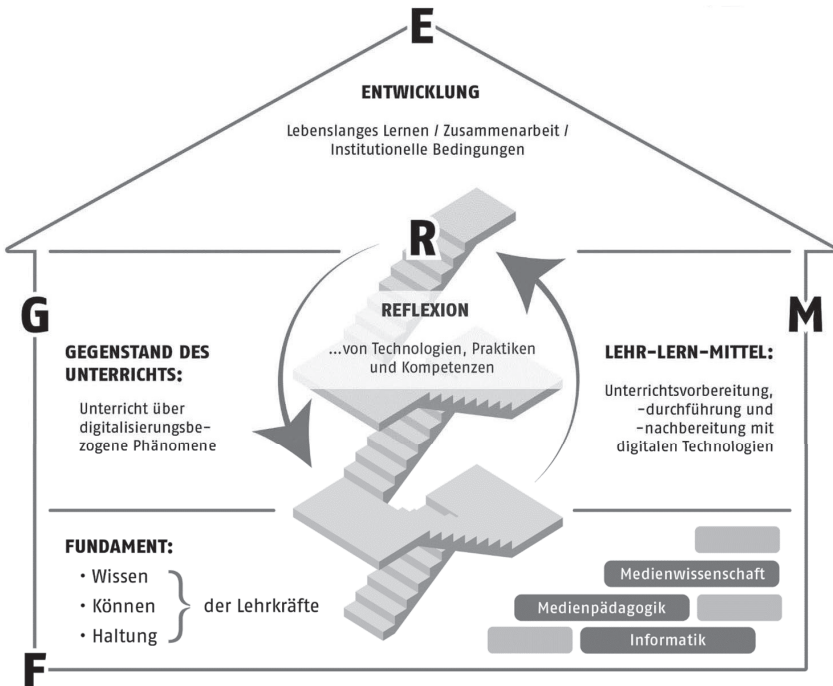 E
ENTWICKLUNG
Lebenslanges Lernen / Zusammenarbeit /
Institutionelle Bedingungen
R
REFLEXION
...von Technologien, Praktiken
und Kompetenzen
G
GEGENSTAND DES
UNTERRICHTS:
Unterricht über
digitalisierungsbe-
zogene Phänomene
M
LEHR-LERN-MITTEL:
Unterrichtsvorbereitung,
-durchführung und
-nachbereitung mit
digitalen Technologien
FUNDAMENT:
• Wissen
• Können
• Haltung
der Lehrkräfte
Medienwissenschaft
Medienpädagogik
Informatik
F